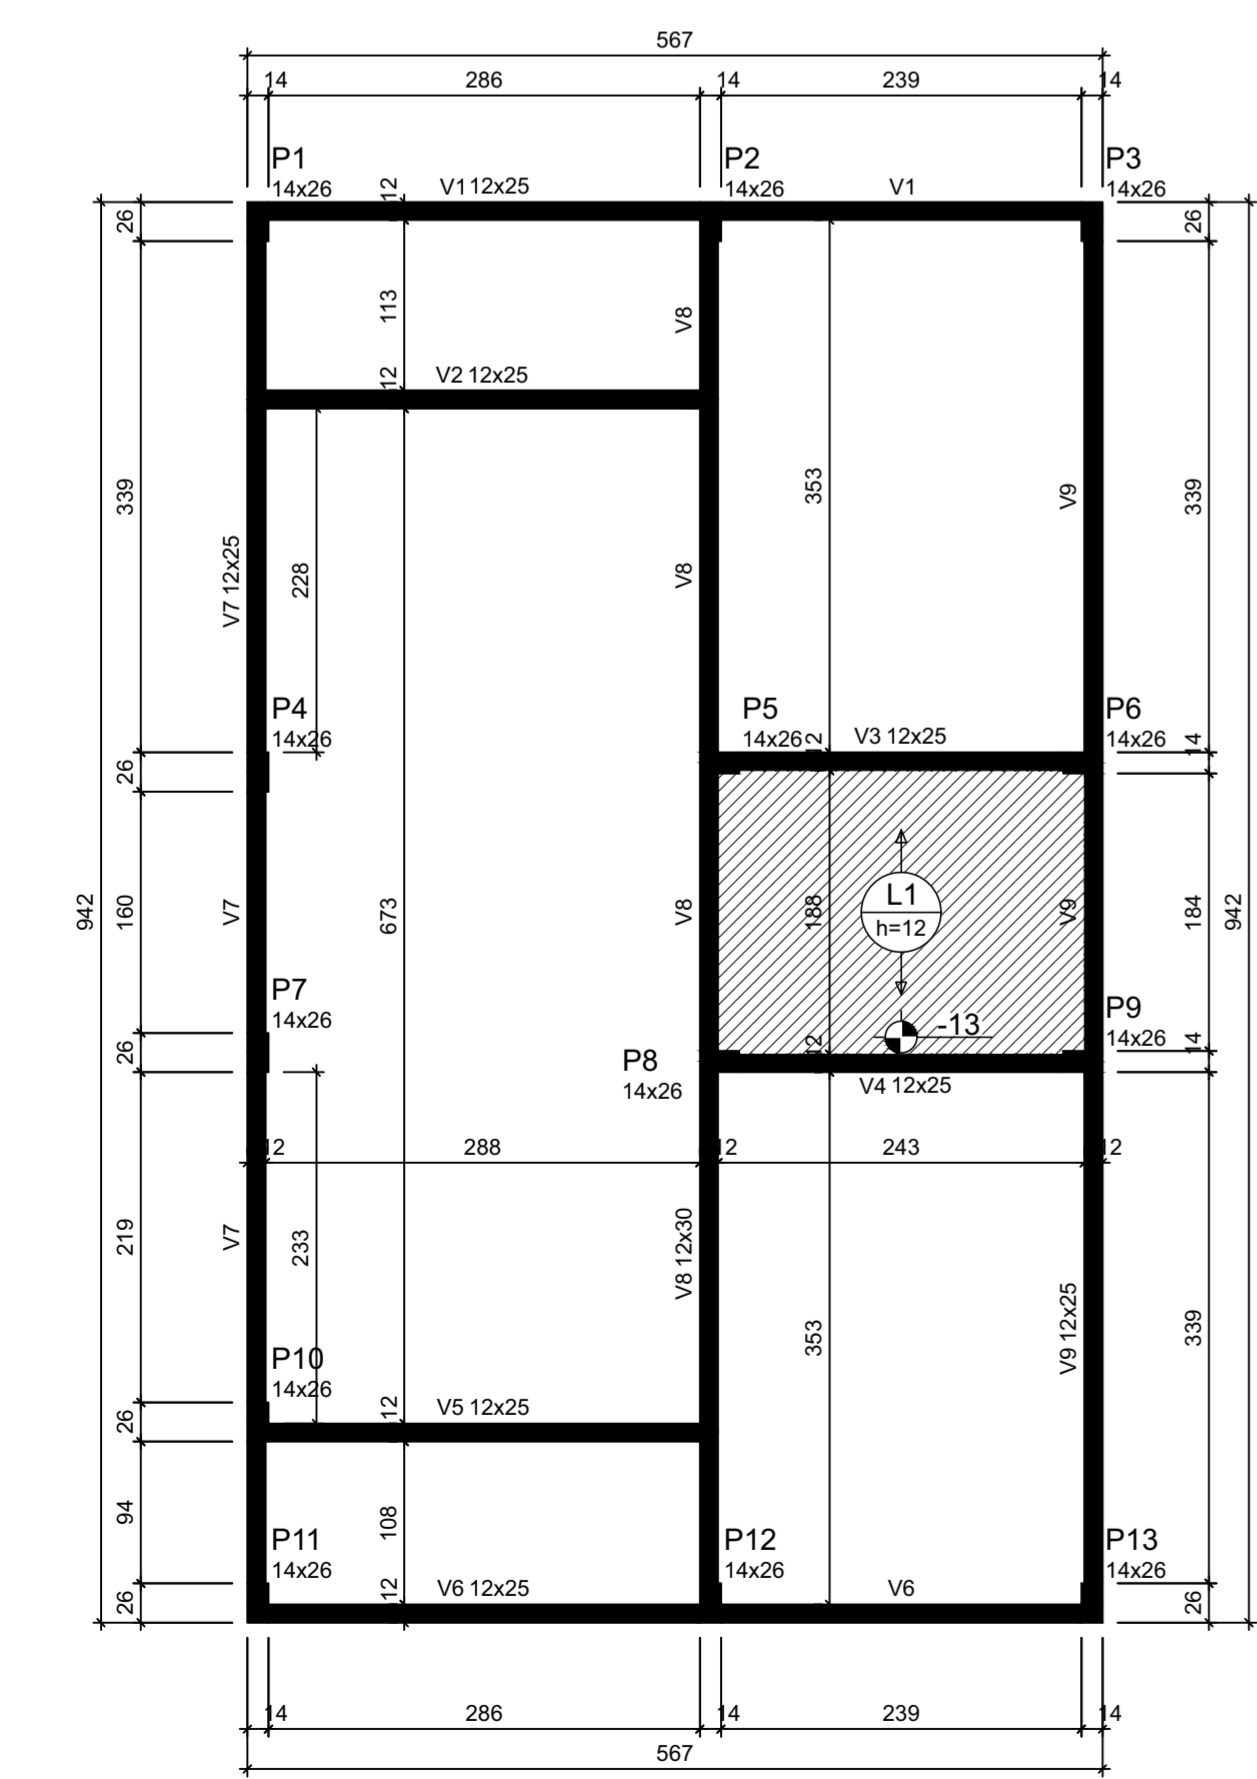 567
14 286 14 239 14
P1 P2 P3
14x26 12 V1 12x25 14x26 V1 14x26
26 26
113 V8
12 V2 12x25
339 353 V9 339
V7 12x25 228 V8
P4 P5 P6
14x26 14x26 12 V3 12x25 14x26 14
26
L1
942 160 V7 673 V8 188 h=12 V9 184 942
P7 P9
14x26 -13 14x26 14
26 12
P8
14x26 V4 12x25
12 288 12 243 12
219 V7 233 V8 12x30
353 V9 12x25 339
P10
14x26
26 12 V5 12x25
94 108
P11 P12 P13
14x26 14x26 14x26
26 12 V6 12x25 V6 26
14 286 14 239 14
567